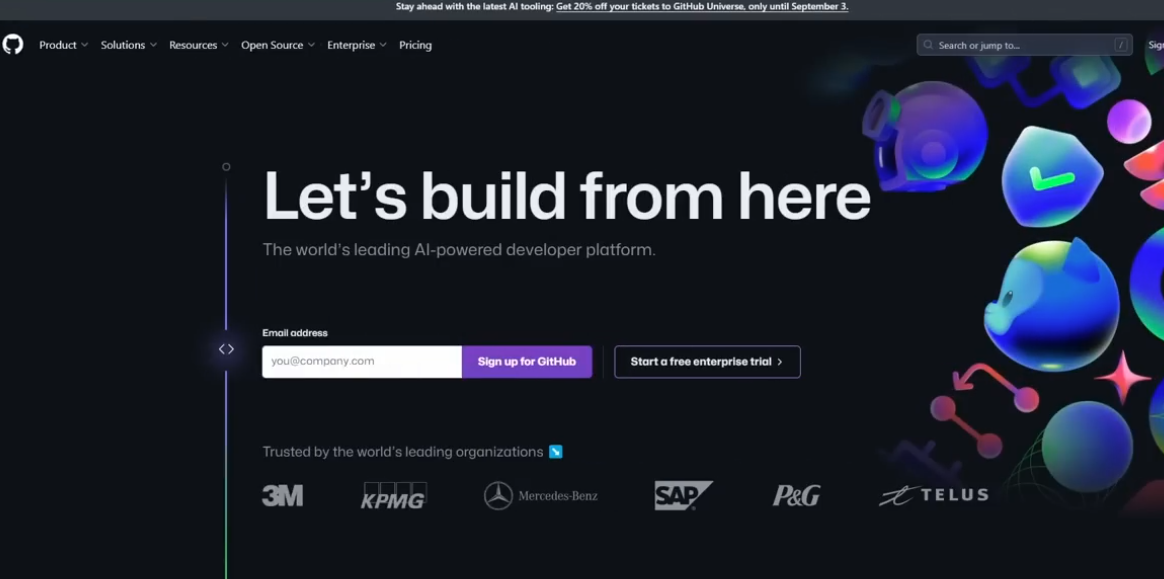 Stay ahead with the latest AI tooling: Get 20% off your tickets to GitHub Universe, only until September 3.
Product Solutions Resources Open Source Enterprise Pricing Search or jump to... / Sig
Let's build from here
The world's leading AI-powered developer platform.
Email address
you@company.com Sign up for GitHub Start a free enterprise trial >
Trusted by the world's leading organizations
3M KPMG Mercedes-Benz SAP P&G TELUS